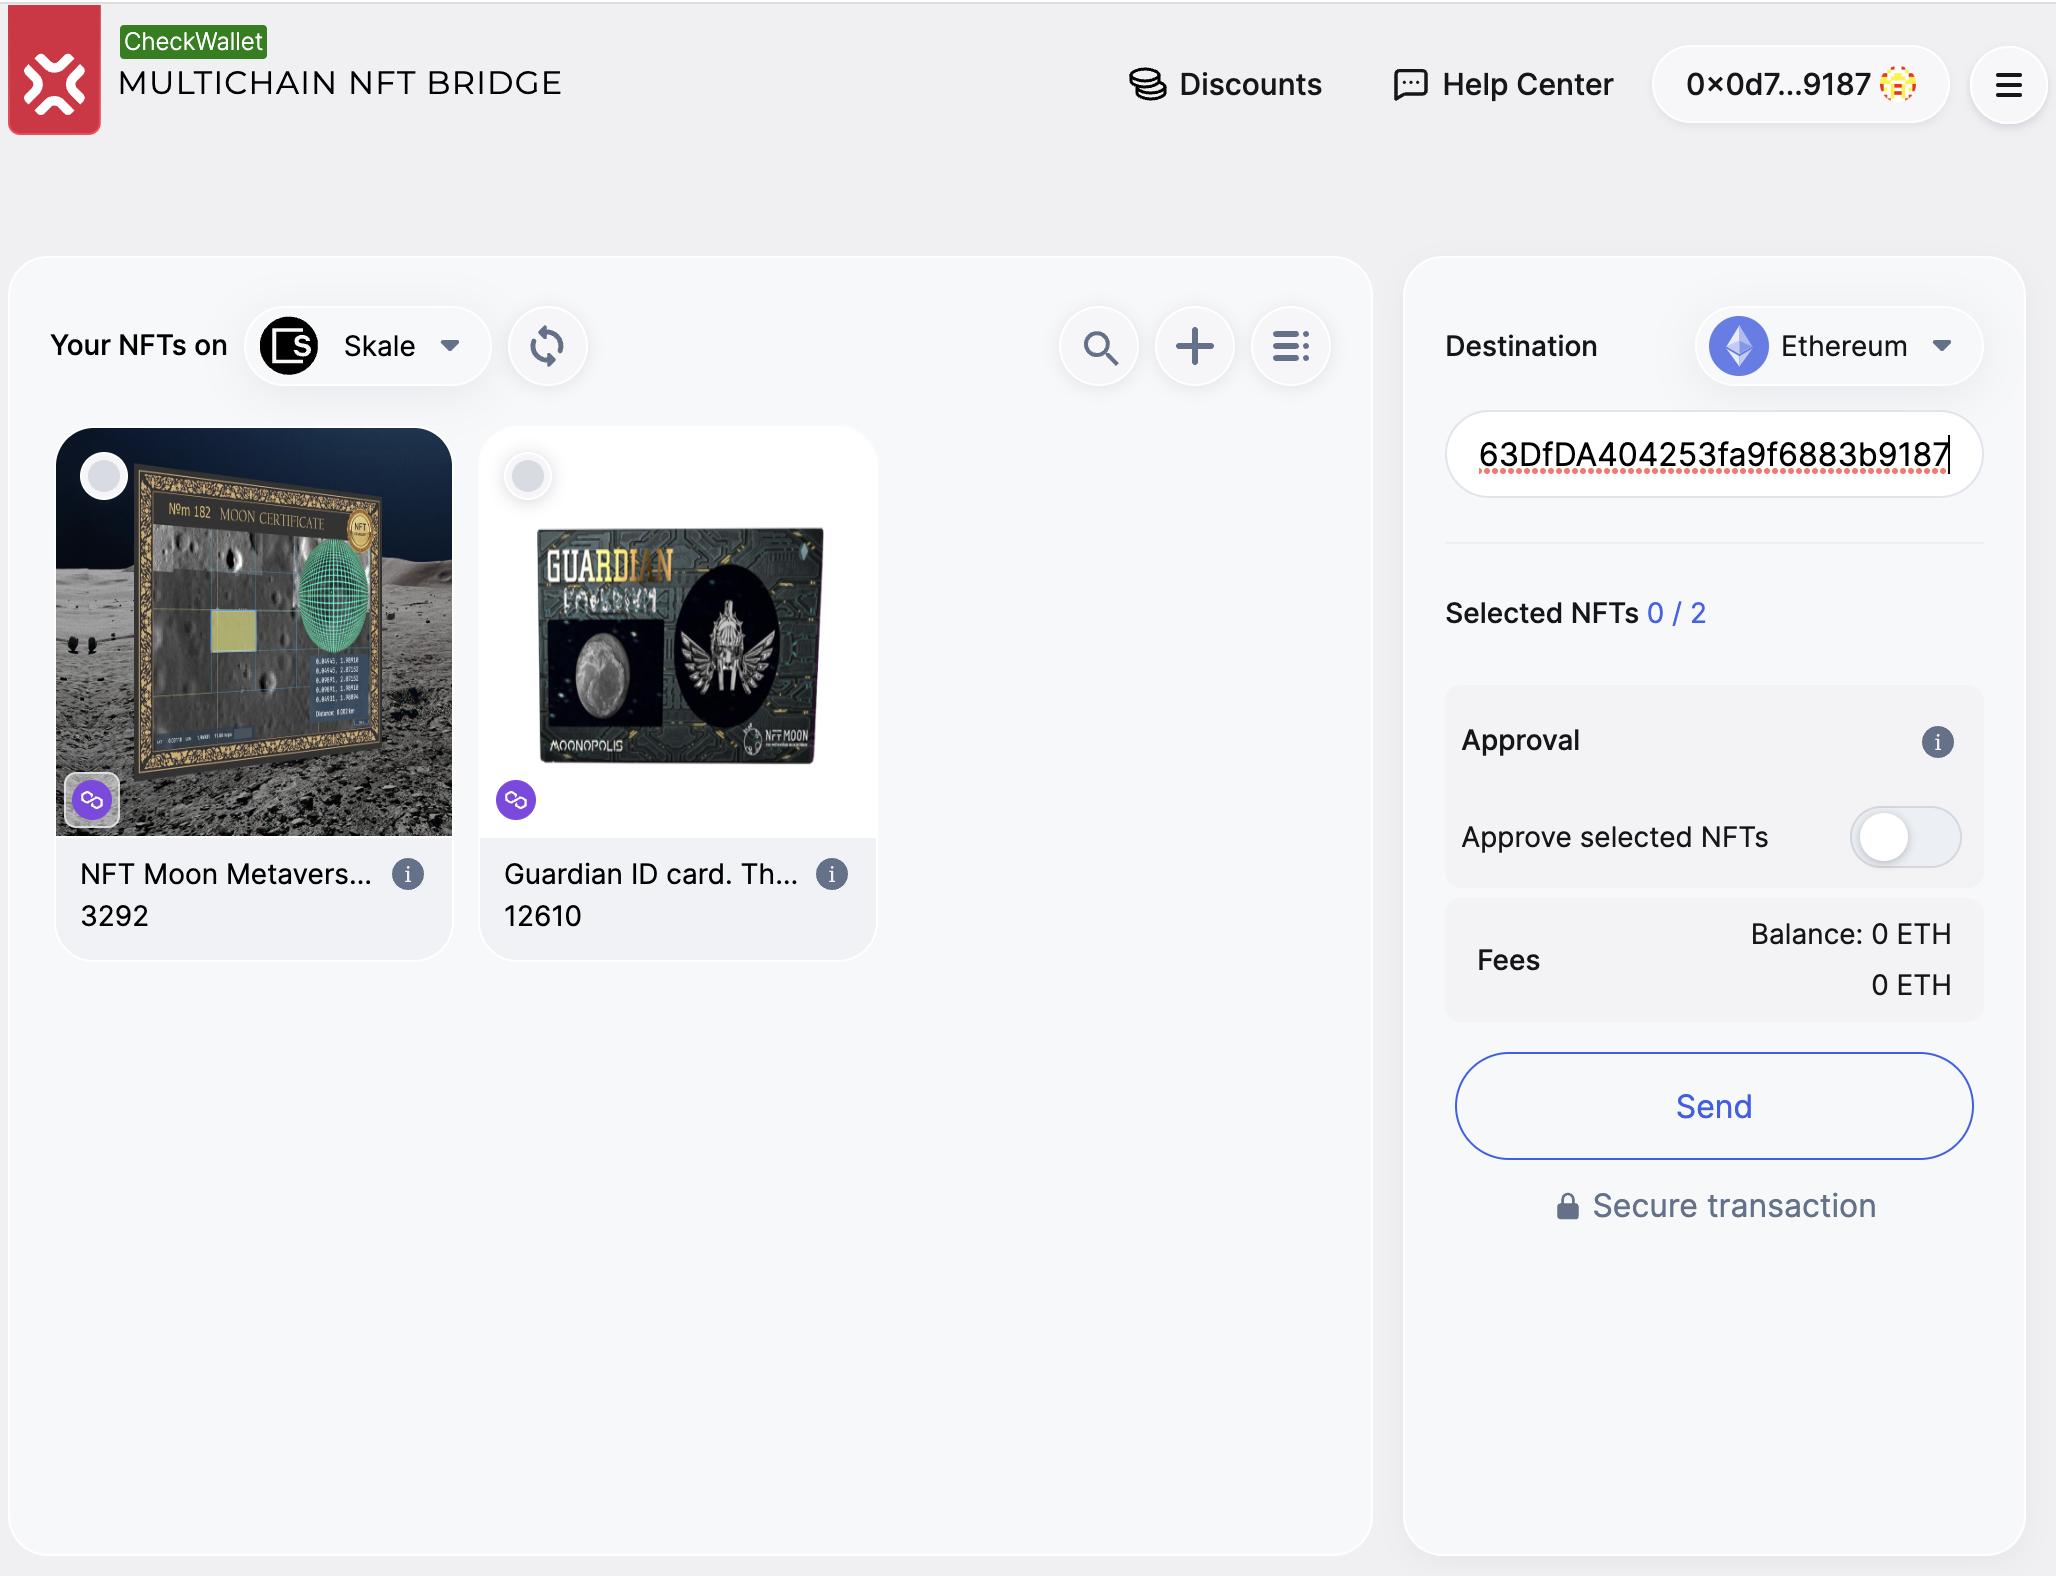 CheckWallet
MULTICHAIN NFT BRIDGE
Discounts
Help Center
0x0d7...9187
Your NFTs on
Skale
Destination
Ethereum
63DfDA404253fa9f6883b9187
Nºm 182 MOON CERTIFICATE
NFT
GUARDIAN
MOONOPOLIS
NFT MOON
Selected NFTs 0 / 2
Approval
Approve selected NFTs
NFT Moon Metavers...
3292
Guardian ID card. Th...
12610
Fees
Balance: 0 ETH
0 ETH
Send
Secure transaction